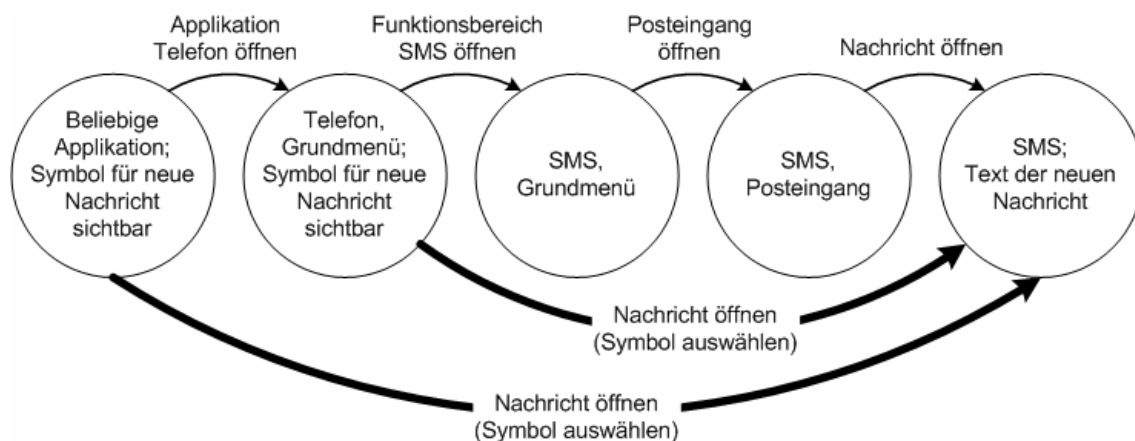 Applikation
Telefon öffnen
Funktionsbereich
SMS öffnen
Posteingang
öffnen
Nachricht öffnen
Beliebige
Applikation;
Symbol für neue
Nachricht
sichtbar
Telefon,
Grundmenü;
Symbol für neue
Nachricht
sichtbar
SMS,
Grundmenü
SMS,
Posteingang
SMS;
Text der neuen
Nachricht
Nachricht öffnen
(Symbol auswählen)
Nachricht öffnen
(Symbol auswählen)